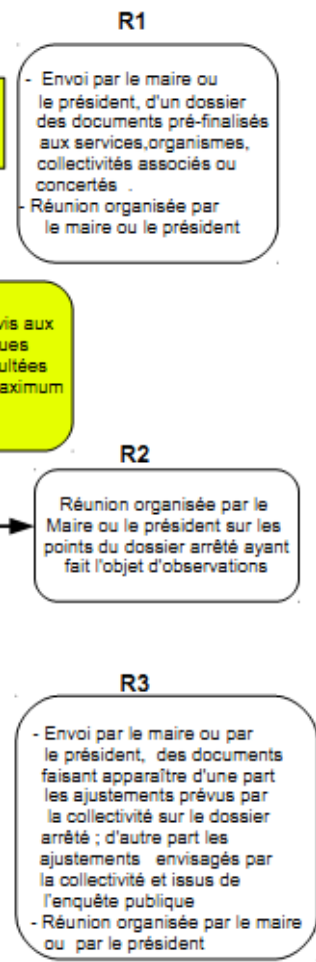 R1
- Envoi par le maire ou
le président, d'un dossier
des documents pré-finalisés
aux services,organismes,
collectivités associés ou
concertés .
- Réunion organisée par
le maire ou le président
vis aux
ues
ultées
aximum
R2
Réunion organisée par le
Maire ou le président sur les
points du dossier arrêté ayant
fait l'objet d'observations
R3
- Envoi par le maire ou par
le président, des documents
faisant apparaître d'une part
les ajustements prévus par
la collectivité sur le dossier
arrêté ; d'autre part les
ajustements envisagés par
la collectivité et issus de
l'enquête publique
- Réunion organisée par le maire
ou par le président